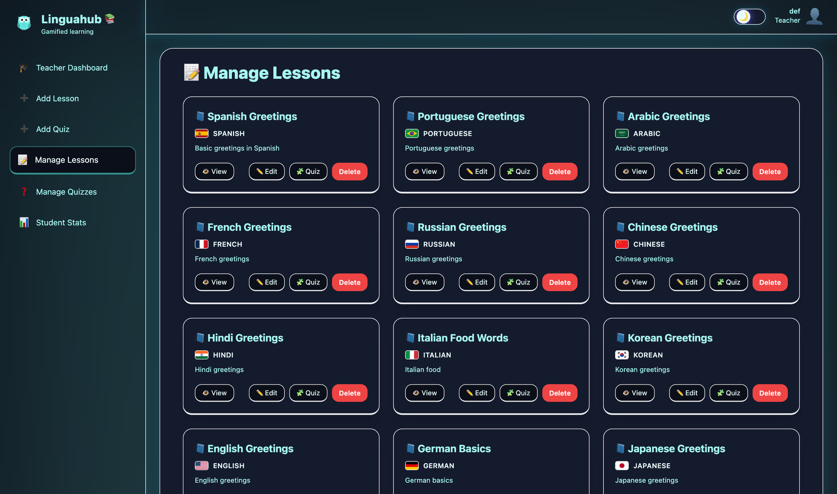 Linguahub
Gamified learning
def
Teacher
Teacher Dashboard
Add Lesson
Add Quiz
Manage Lessons
Manage Quizzes
Student Stats
Manage Lessons
Spanish Greetings
SPANISH
Basic greetings in Spanish
View Edit Quiz Delete
Portuguese Greetings
PORTUGUESE
Portuguese greetings
View Edit Quiz Delete
Arabic Greetings
ARABIC
Arabic greetings
View Edit Quiz Delete
French Greetings
FRENCH
French greetings
View Edit Quiz Delete
Russian Greetings
RUSSIAN
Russian greetings
View Edit Quiz Delete
Chinese Greetings
CHINESE
Chinese greetings
View Edit Quiz Delete
Hindi Greetings
HINDI
Hindi greetings
View Edit Quiz Delete
Italian Food Words
ITALIAN
Italian food
View Edit Quiz Delete
Korean Greetings
KOREAN
Korean greetings
View Edit Quiz Delete
English Greetings
ENGLISH
English greetings
German Basics
GERMAN
German basics
Japanese Greetings
JAPANESE
Japanese greetings